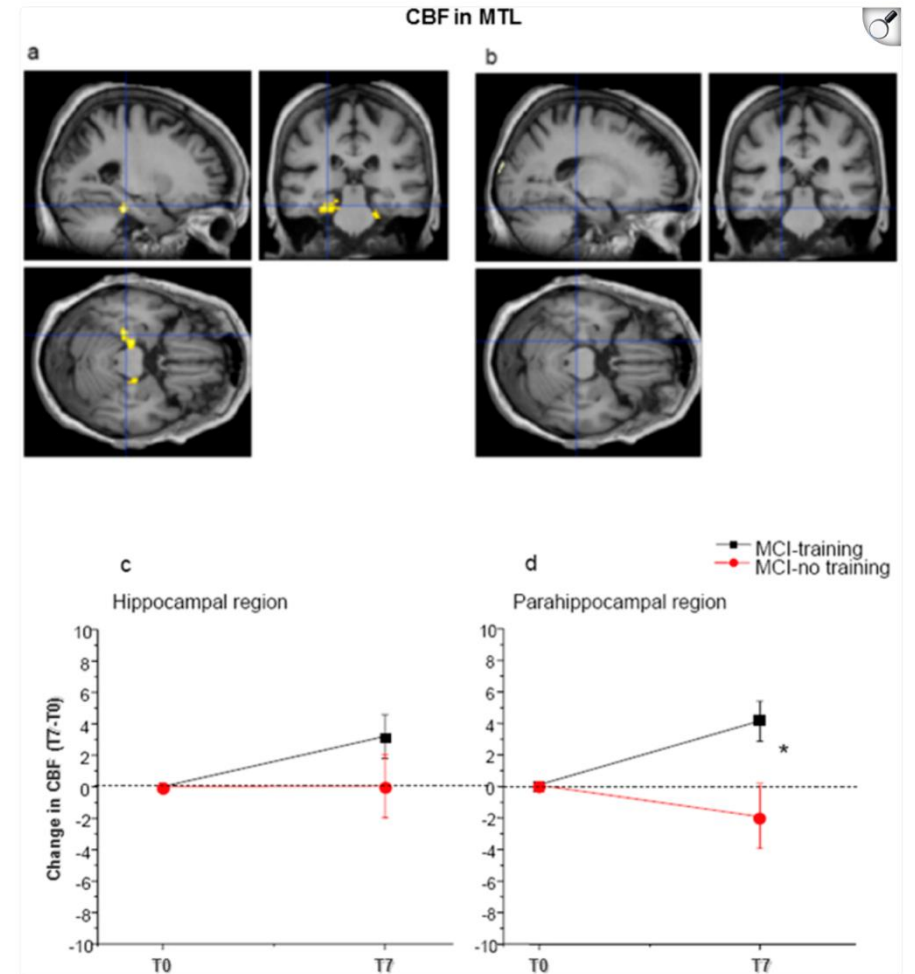 CBF in MTL
a
b
c
d
MCI-training
MCI-no training
Hippocampal region
Parahippocampal region
Change in CBF (T7-T0)
10
8
6
4
2
0
-2
-4
-6
-8
-10
T0
T7
10
8
6
4
2
0
-2
-4
-6
-8
-10
*
T0
T7